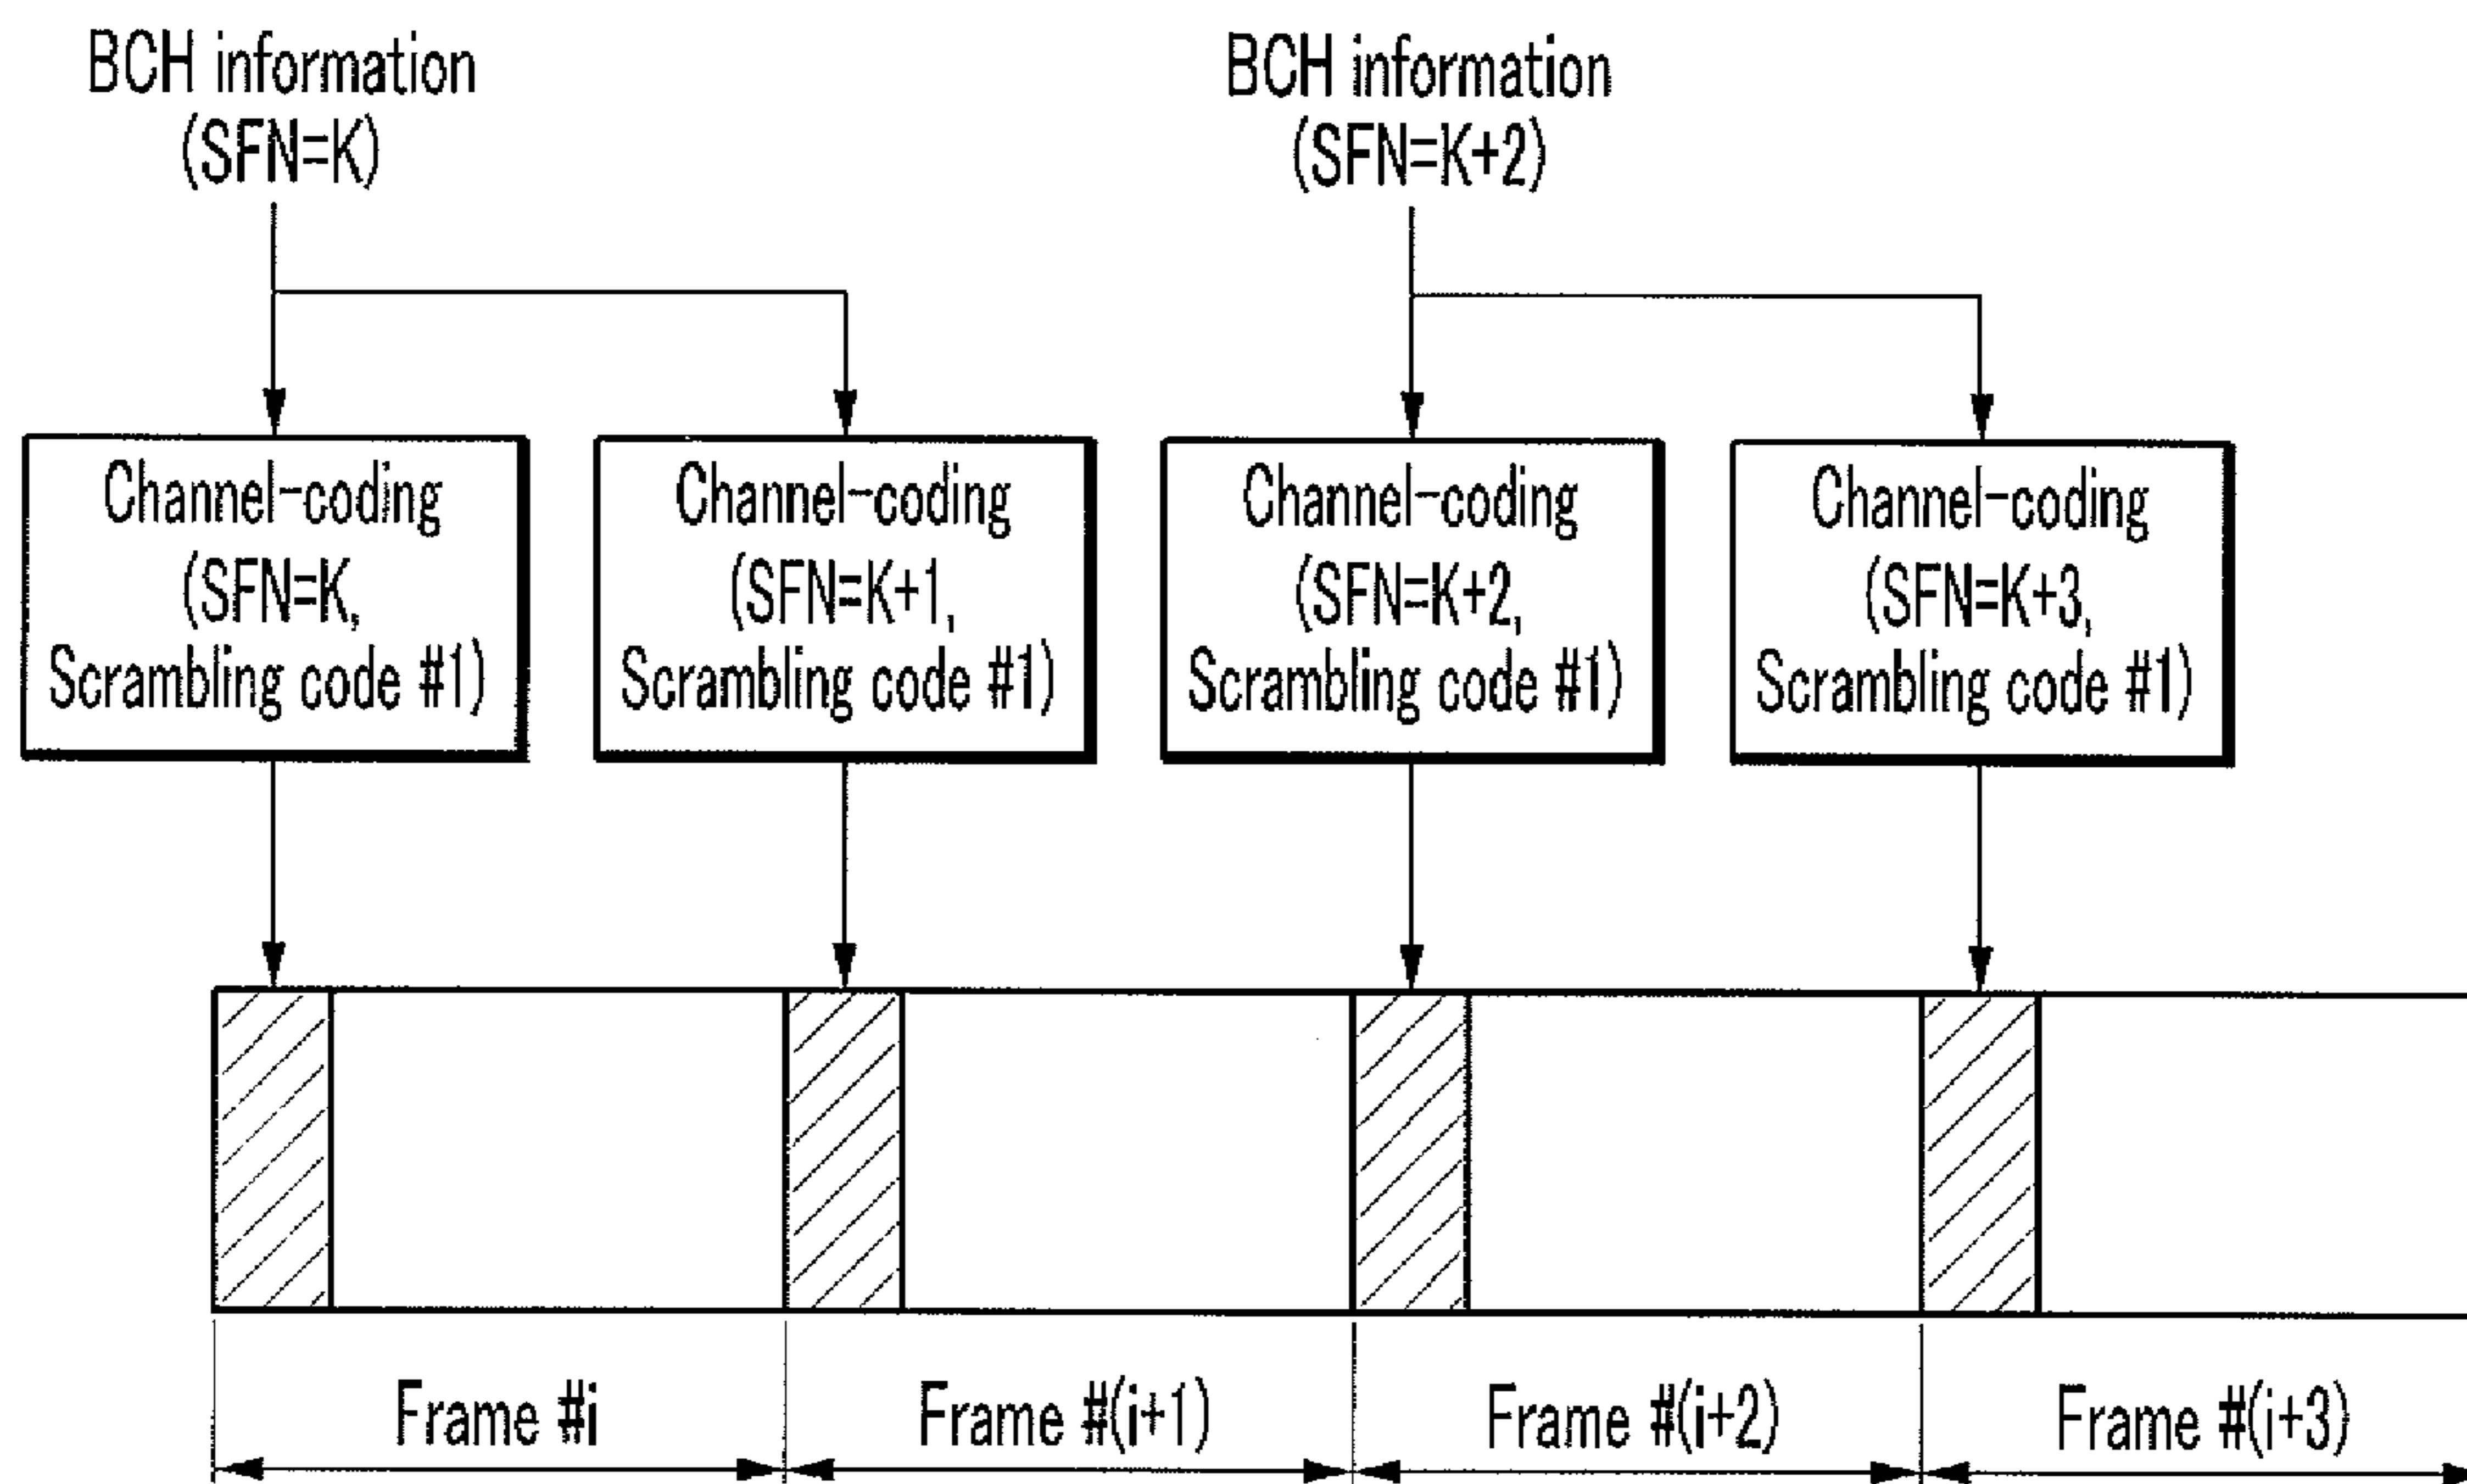 BCH information
(SFN=K)
BCH information
(SFN=K+2)
Channel-coding
(SFN=K,
Scrambling code #1)
Channel-coding
(SFN=K+1,
Scrambling code #1)
Channel-coding
(SFN=K+2,
Scrambling code #1)
Channel-coding
(SFN=K+3,
Scrambling code #1)
Frame #i
Frame #(i+1)
Frame #(i+2)
Frame #(i+3)